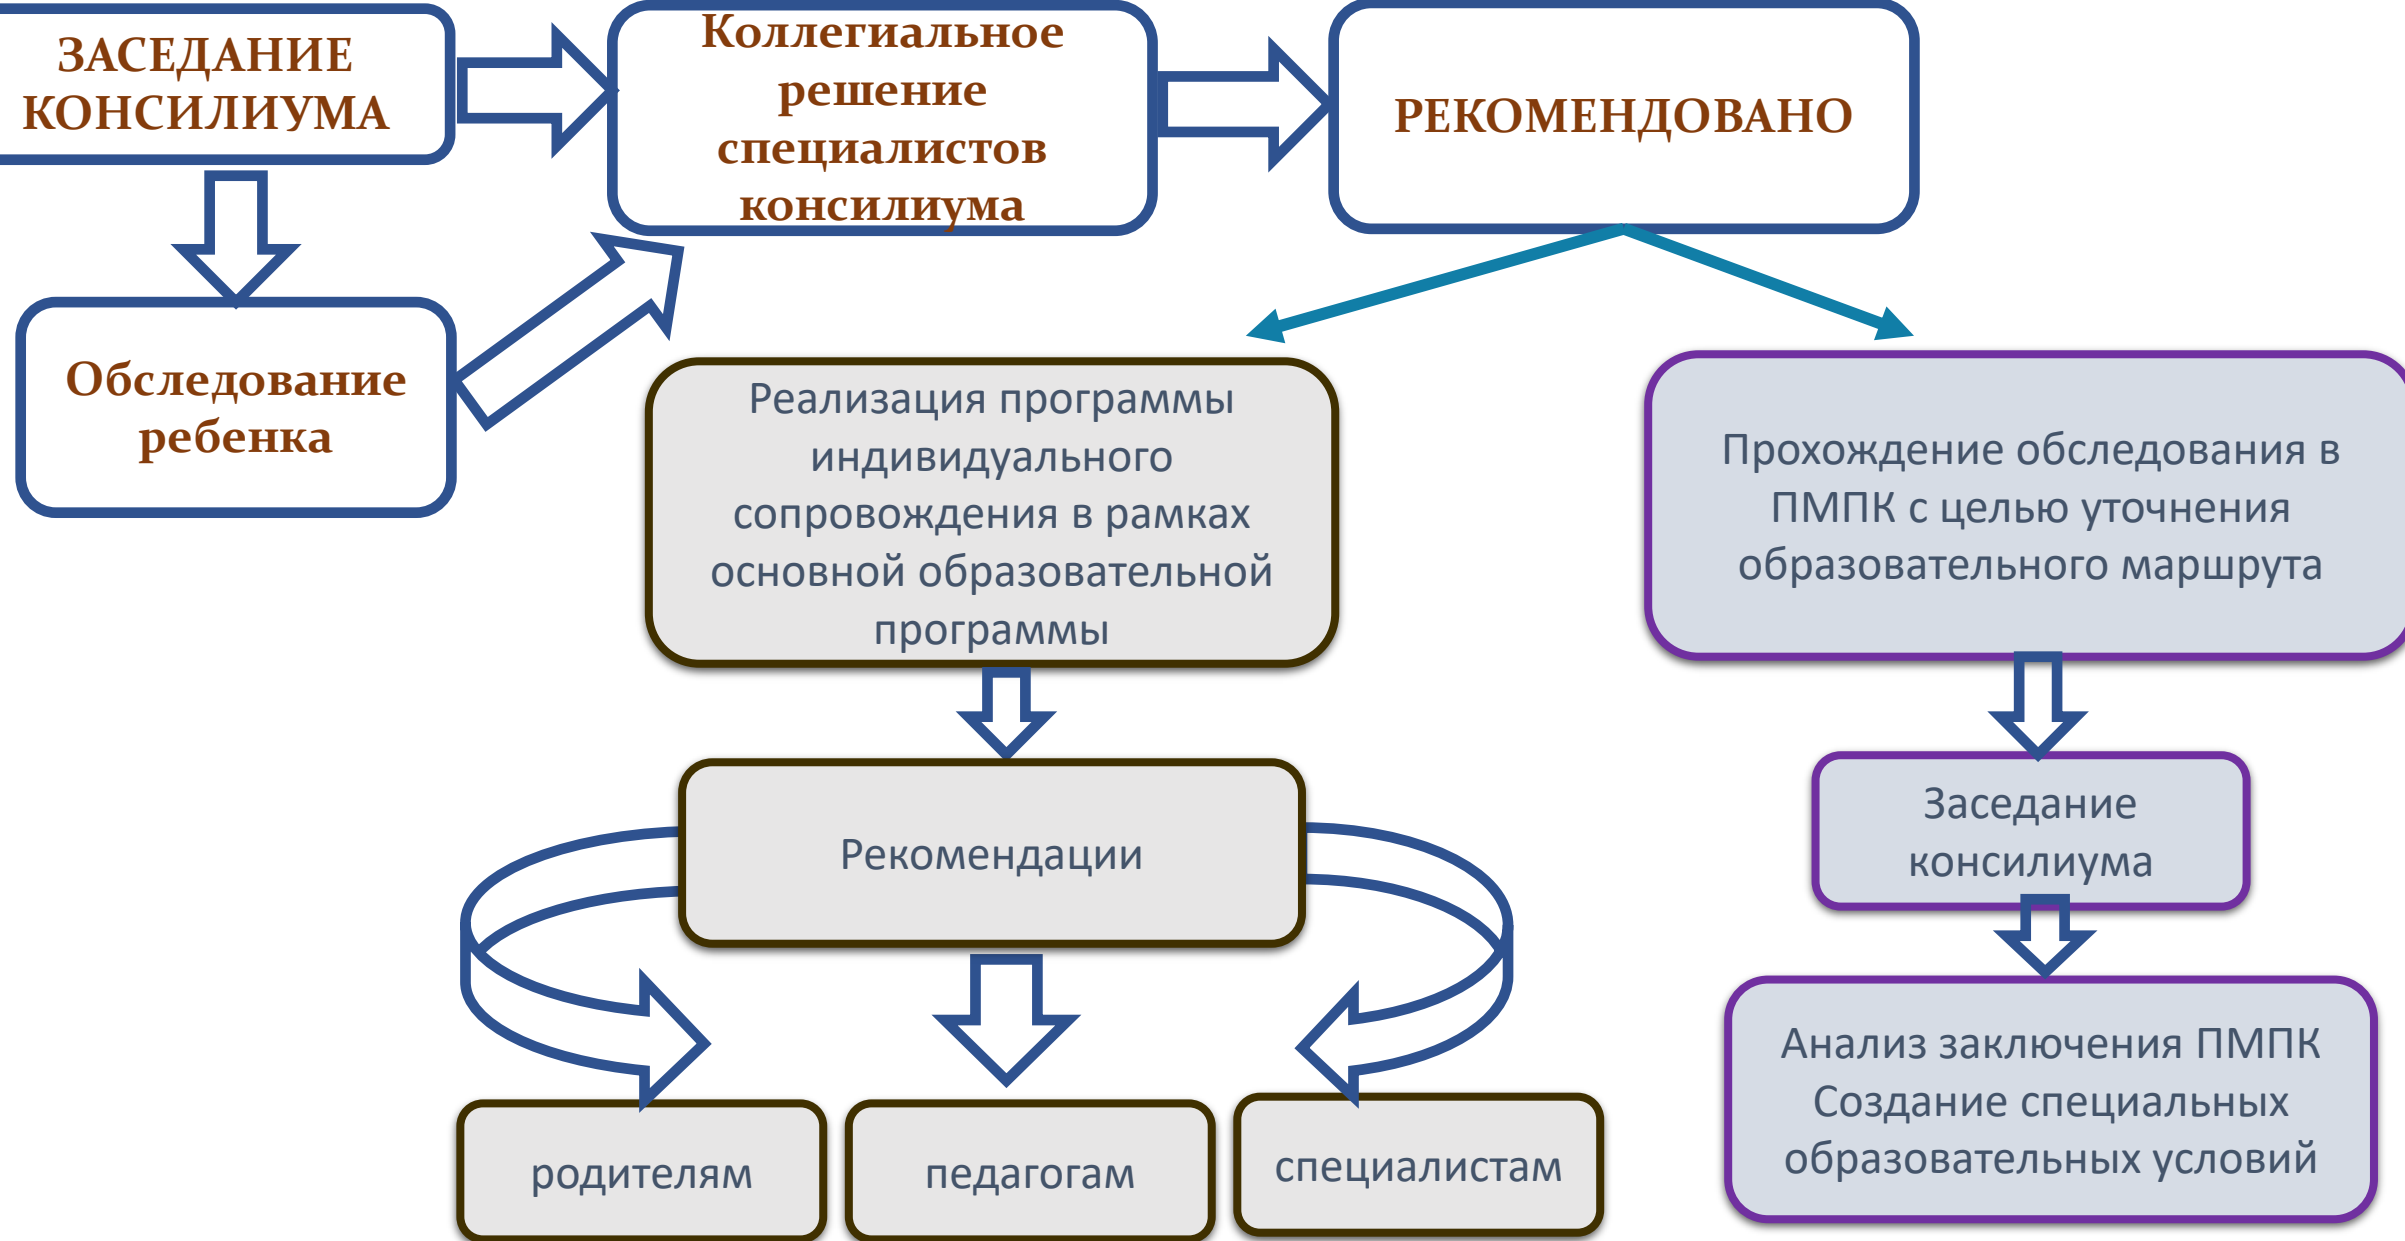 ЗАСЕДАНИЕ
КОНСИЛИУМА
Коллегиальное
решение
специалистов
консилиума
РЕКОМЕНДОВАНО
Обследование
ребенка
Реализация программы
индивидуального
сопровождения в рамках
основной образовательной
программы
Прохождение обследования в
ПМПК с целью уточнения
образовательного маршрута
Рекомендации
Заседание
консилиума
родителям
педагогам
специалистам
Анализ заключения ПМПК
Создание специальных
образовательных условий